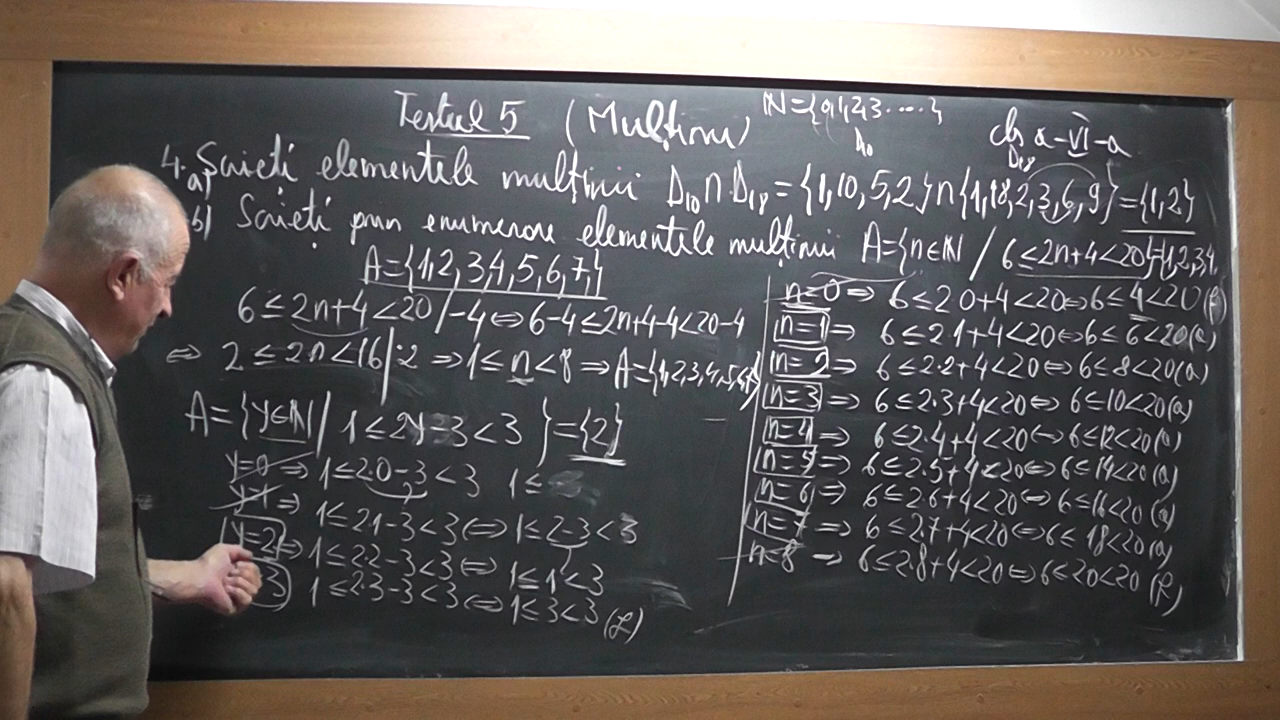 Testul 5 (Mulțimi) N={0,1,2,3....} cls a-VI-a
D10 D18
4. a) Scrieți elementele mulțimii D10 ∩ D18 = {1,10,5,2} ∩ {1,18,2,3,6,9} = {1,2}
b) Scrieți prin enumerare elementele mulțimii A={n∈N / 6≤2n+4<20}={1,2,3,4,
A={1,2,3,4,5,6,7,}
6≤2n+4<20 /-4 ⇔ 6-4≤2n+4-4<20-4
⇔ 2≤2n<16 |:2 ⇒ 1≤n<8 ⇒ A={1,2,3,4,5,6,7}
A={y∈N / 1≤2y-3<3 }={2}
y=0 ⇒ 1≤2·0-3<3 1≤
y=1 ⇒ 1≤2·1-3<3 ⇔ 1≤2-3<3
y=2 ⇒ 1≤2·2-3<3 ⇔ 1≤1<3
3 1≤2·3-3<3 ⇔ 1≤3<3 (f)
n=0 ⇒ 6≤2·0+4<20 ⇔ 6≤4<20 (f)
n=1 ⇒ 6≤2·1+4<20 ⇔ 6≤6<20 (a)
n=2 ⇒ 6≤2·2+4<20 ⇔ 6≤8<20 (a)
n=3 ⇒ 6≤2·3+4<20 ⇔ 6≤10<20 (a)
n=4 ⇒ 6≤2·4+4<20 ⇔ 6≤12<20 (a)
n=5 ⇒ 6≤2·5+4<20 ⇔ 6≤14<20 (a)
n=6 ⇒ 6≤2·6+4<20 ⇔ 6≤16<20 (a)
n=7 ⇒ 6≤2·7+4<20 ⇔ 6≤18<20 (a)
n=8 ⇒ 6≤2·8+4<20 ⇔ 6≤20<20 (f)